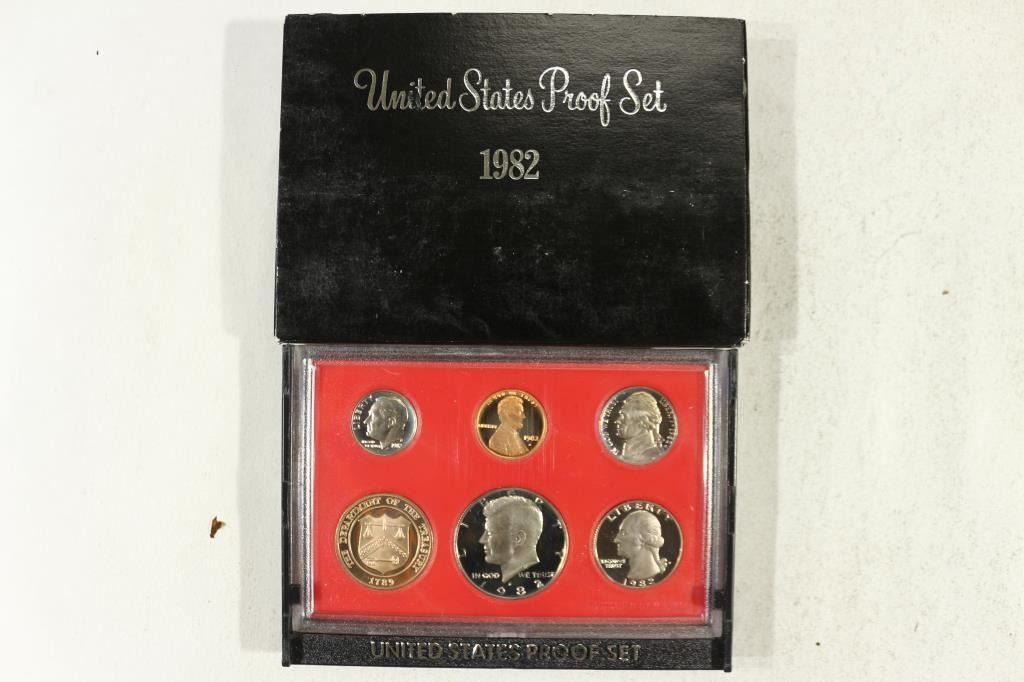 United States Proof Set
1982
LIBERTY
LIBERTY
1982
THE DEPARTMENT OF THE TREASURY
1789
IN GOD WE TRUST
1982
LIBERTY
IN GOD WE TRUST
1982
UNITED STATES PROOF SET